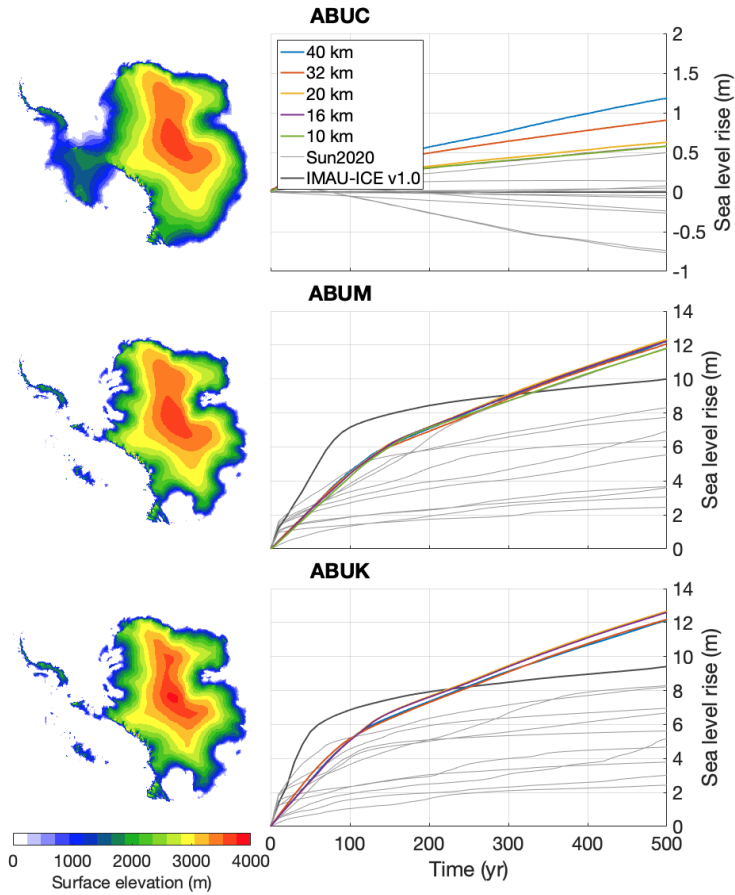 ABUC
40 km
32 km
20 km
16 km
10 km
Sun2020
IMAU-ICE v1.0
2
1.5
1
0.5
0
-0.5
-1
Sea level rise (m)
ABUM
14
12
10
8
6
4
2
0
Sea level rise (m)
ABUK
14
12
10
8
6
4
2
0
Sea level rise (m)
0 100 200 300 400 500
Time (yr)
0 1000 2000 3000 4000
Surface elevation (m)